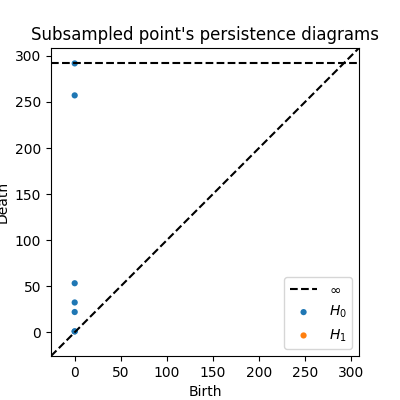 Subsampled point's persistence diagrams
300
250
200
150
100
50
0
Death
0 50 100 150 200 250 300
Birth
∞
H₀
H₁